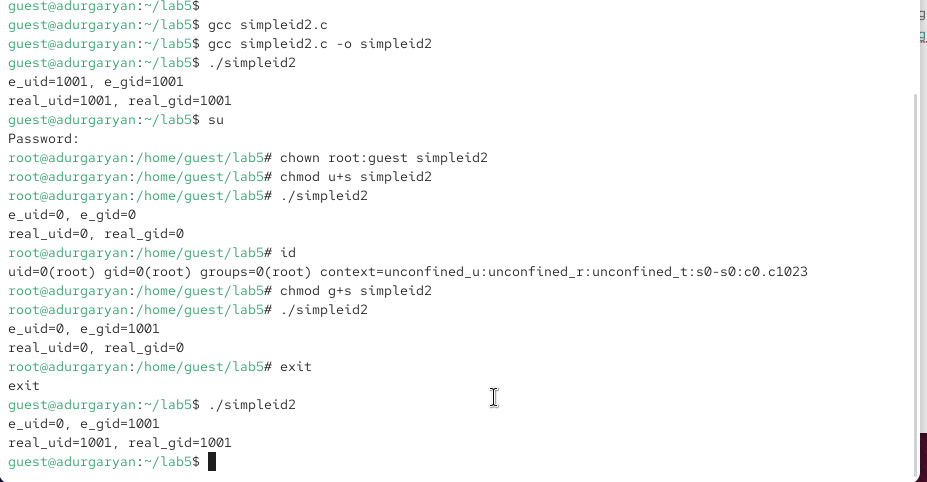 guest@adurgaryan:~/lab5$
guest@adurgaryan:~/lab5$ gcc simpleid2.c
guest@adurgaryan:~/lab5$ gcc simpleid2.c -o simpleid2
guest@adurgaryan:~/lab5$ ./simpleid2
e_uid=1001, e_gid=1001
real_uid=1001, real_gid=1001
guest@adurgaryan:~/lab5$ su
Password:
root@adurgaryan:/home/guest/lab5# chown root:guest simpleid2
root@adurgaryan:/home/guest/lab5# chmod u+s simpleid2
root@adurgaryan:/home/guest/lab5# ./simpleid2
e_uid=0, e_gid=0
real_uid=0, real_gid=0
root@adurgaryan:/home/guest/lab5# id
uid=0(root) gid=0(root) groups=0(root) context=unconfined_u:unconfined_r:unconfined_t:s0-s0:c0.c1023
root@adurgaryan:/home/guest/lab5# chmod g+s simpleid2
root@adurgaryan:/home/guest/lab5# ./simpleid2
e_uid=0, e_gid=1001
real_uid=0, real_gid=0
root@adurgaryan:/home/guest/lab5# exit
exit
guest@adurgaryan:~/lab5$ ./simpleid2
e_uid=0, e_gid=1001
real_uid=1001, real_gid=1001
guest@adurgaryan:~/lab5$